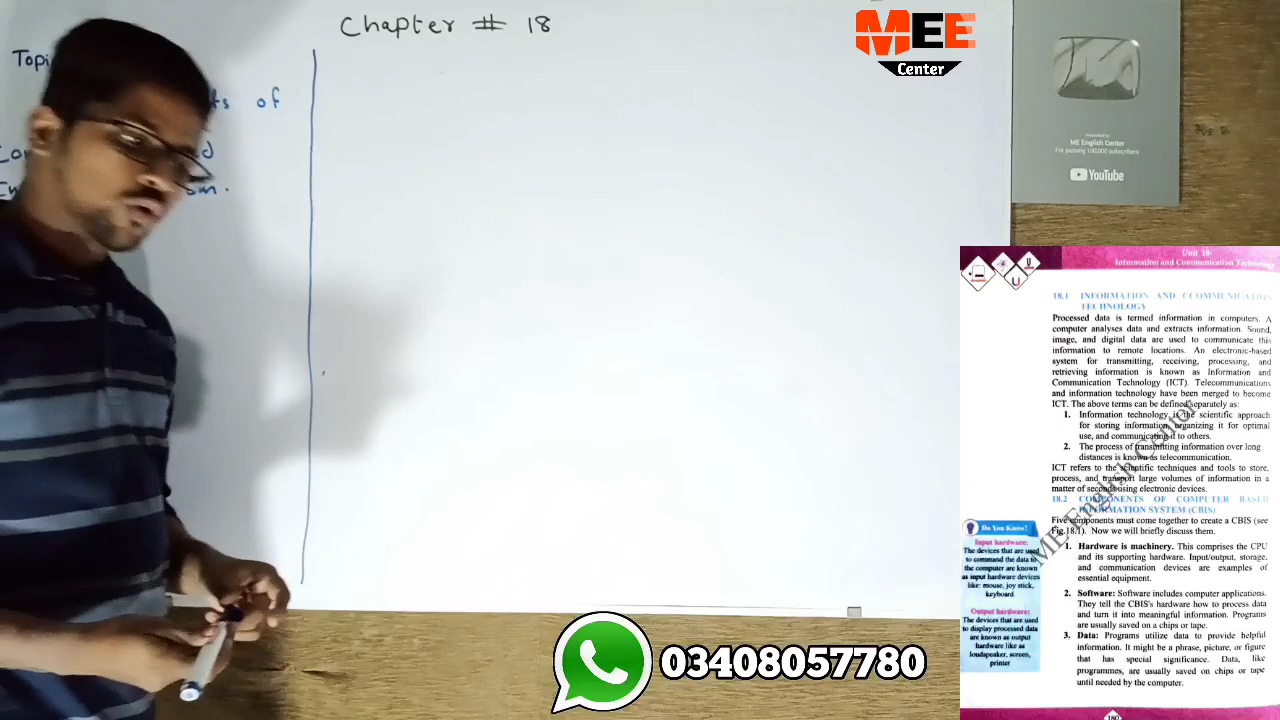 Chapter # 18
Topi
ts of
MEE
Center
Presented to
ME English Center
For passing 100,000 subscribers
YouTube
Unit 18/
Information and Communication Technology
18.1 INFORMATION AND CCOMMUNICATION
TECHNOLOGY
Processed data is termed information in computers. A
computer analyses data and extracts information. Sound,
image, and digital data are used to communicate this
information to remote locations. An electronic-based
system for transmitting, receiving, processing, and
retrieving information is known as Information and
Communication Technology (ICT). Telecommunications
and information technology have been merged to become
ICT. The above terms can be defined separately as:
1. Information technology is the scientific approach
for storing information, organizing it for optimal
use, and communicating it to others.
2. The process of transmitting information over long
distances is known as telecommunication.
ICT refers to the scientific techniques and tools to store,
process, and transport large volumes of information in a
matter of seconds using electronic devices.
18.2 COMPONENTS OF COMPUTER BASED
INFORMATION SYSTEM (CBIS)
Five components must come together to create a CBIS (see
Fig.18.1). Now we will briefly discuss them.
1. Hardware is machinery. This comprises the CPU
and its supporting hardware. Input/output, storage,
and communication devices are examples of
essential equipment.
2. Software: Software includes computer applications.
They tell the CBIS's hardware how to process data
and turn it into meaningful information. Programs
are usually saved on a chips or tape.
3. Data: Programs utilize data to provide helpful
information. It might be a phrase, picture, or figure
that has special significance. Data, like
programmes, are usually saved on chips or tape
until needed by the computer.
Do You Know!
Input hardware:
The devices that are used
to command the data to
the computer are known
as input hardware devices
like: mouse, joy stick,
keyboard
Output hardware:
The devices that are used
to display processed data
are known as output
hardware like as
loudspeaker, screen,
printer
ME English Center
180
03408057780